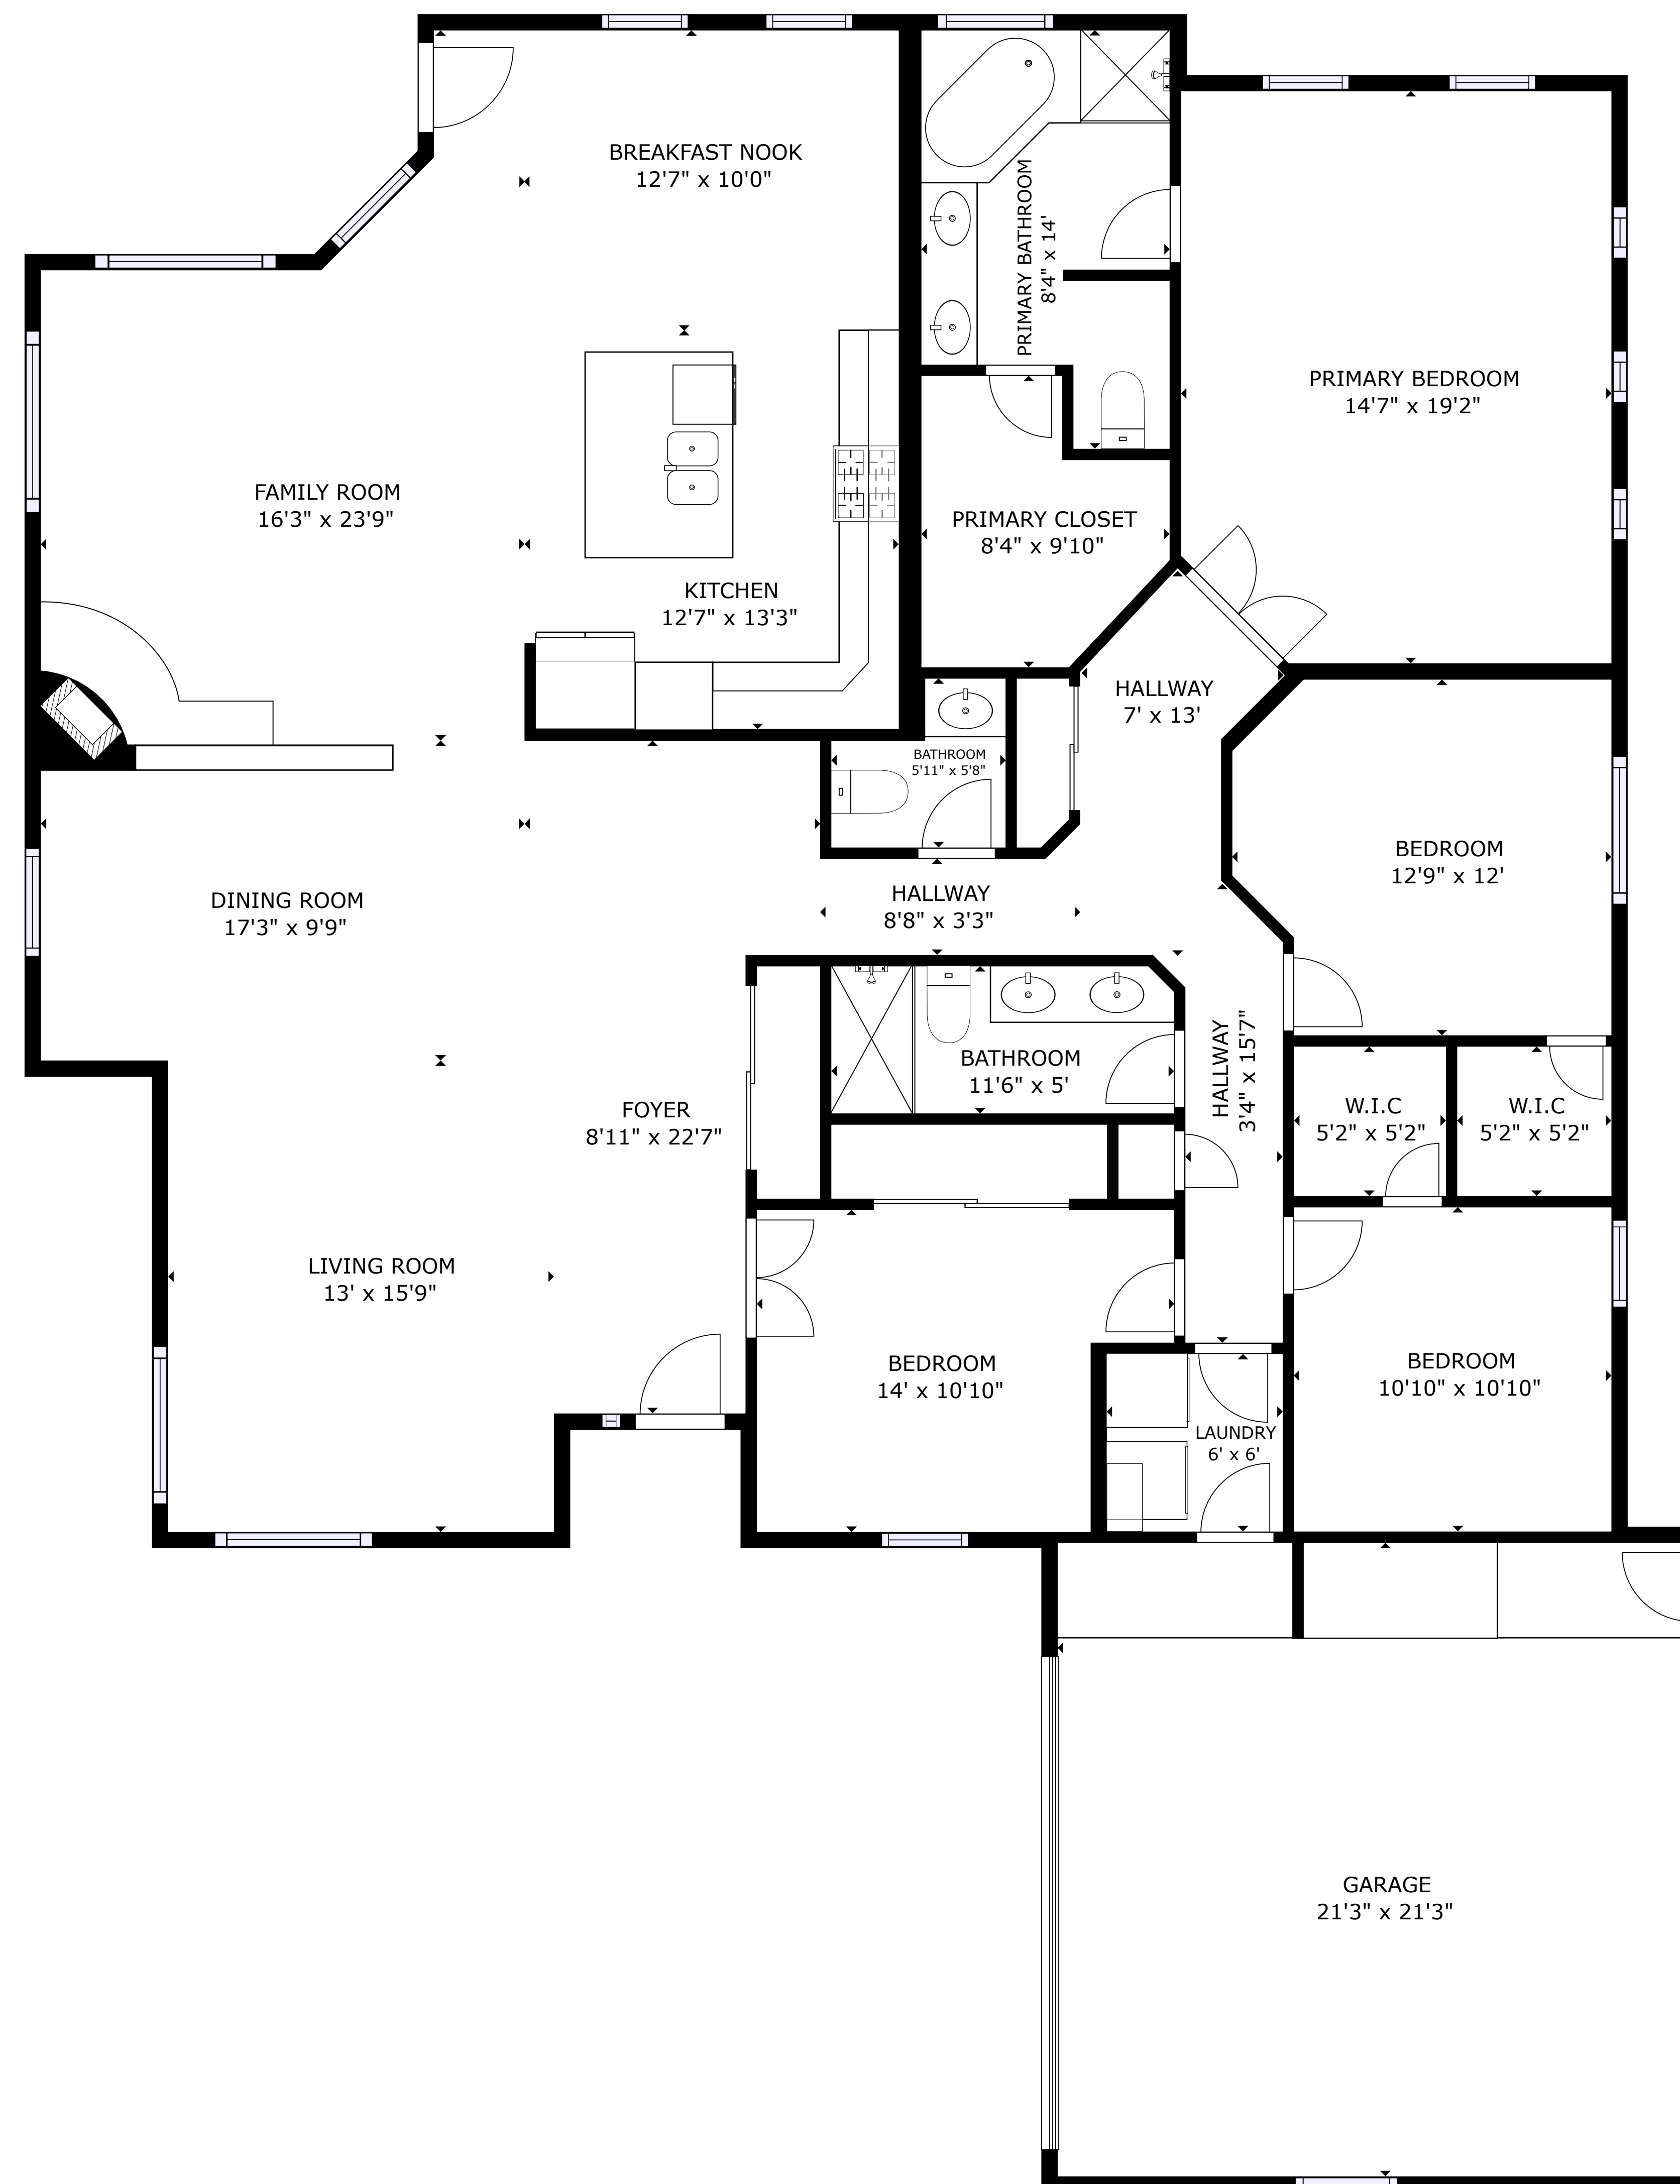 BREAKFAST NOOK
12'7" x 10'0"
PRIMARY BATHROOM
8'4" x 14'
PRIMARY BEDROOM
14'7" x 19'2"
FAMILY ROOM
16'3" x 23'9"
PRIMARY CLOSET
8'4" x 9'10"
KITCHEN
12'7" x 13'3"
HALLWAY
7' x 13'
BATHROOM
5'11" x 5'8"
BEDROOM
12'9" x 12'
DINING ROOM
17'3" x 9'9"
HALLWAY
8'8" x 3'3"
BATHROOM
11'6" x 5'
HALLWAY
3'4" x 15'7"
FOYER
8'11" x 22'7"
W.I.C
5'2" x 5'2"
W.I.C
5'2" x 5'2"
LIVING ROOM
13' x 15'9"
BEDROOM
14' x 10'10"
BEDROOM
10'10" x 10'10"
LAUNDRY
6' x 6'
GARAGE
21'3" x 21'3"